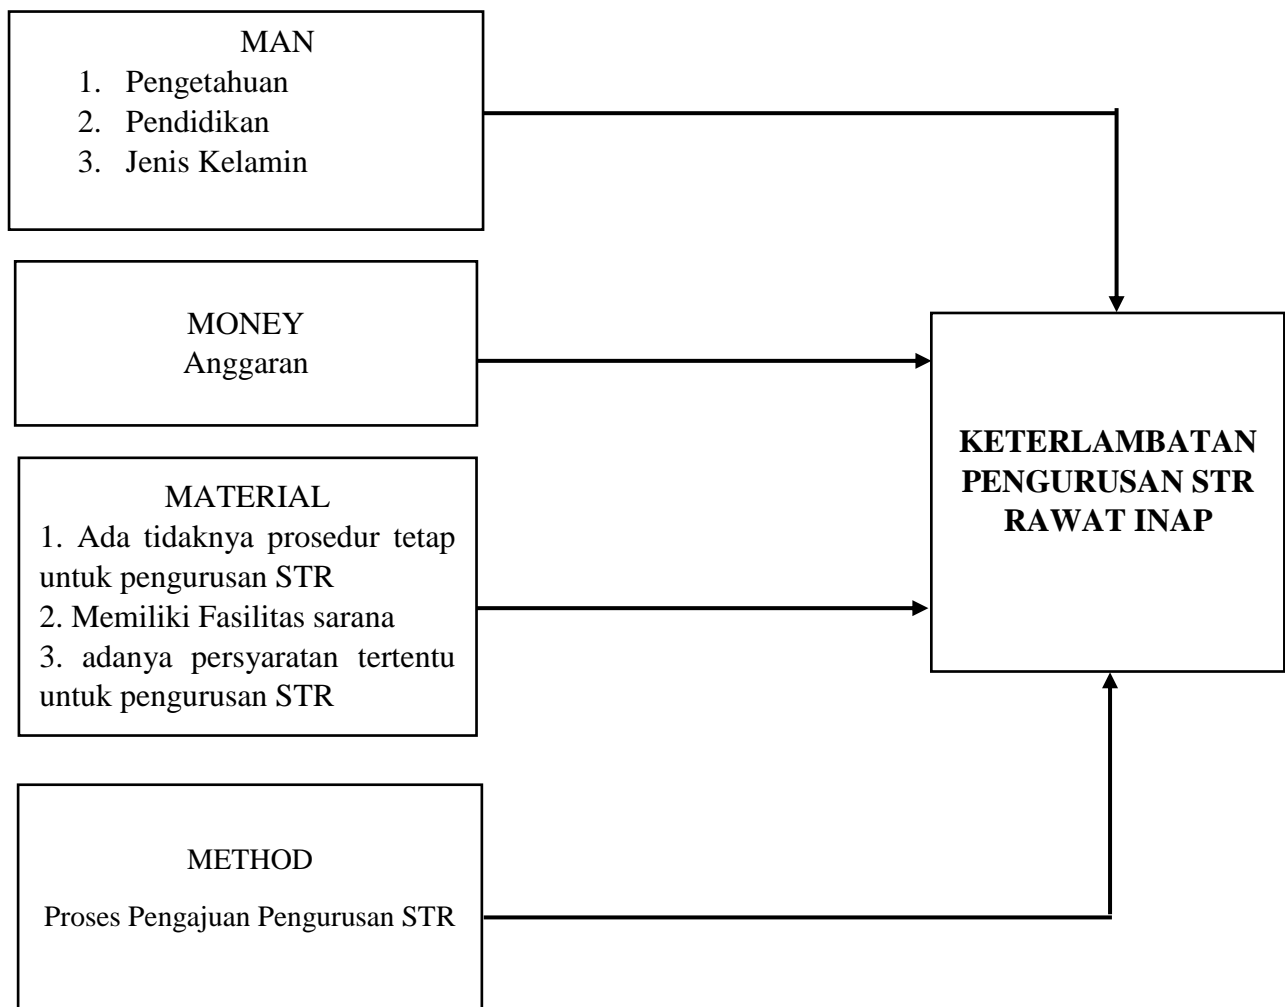 MAN
1. Pengetahuan
2. Pendidikan
3. Jenis Kelamin
MONEY
Anggaran
MATERIAL
1. Ada tidaknya prosedur tetap
untuk pengurusan STR
2. Memiliki Fasilitas sarana
3. adanya persyaratan tertentu
untuk pengurusan STR
METHOD
Proses Pengajuan Pengurusan STR
KETERLAMBATAN
PENGURUSAN STR
RAWAT INAP